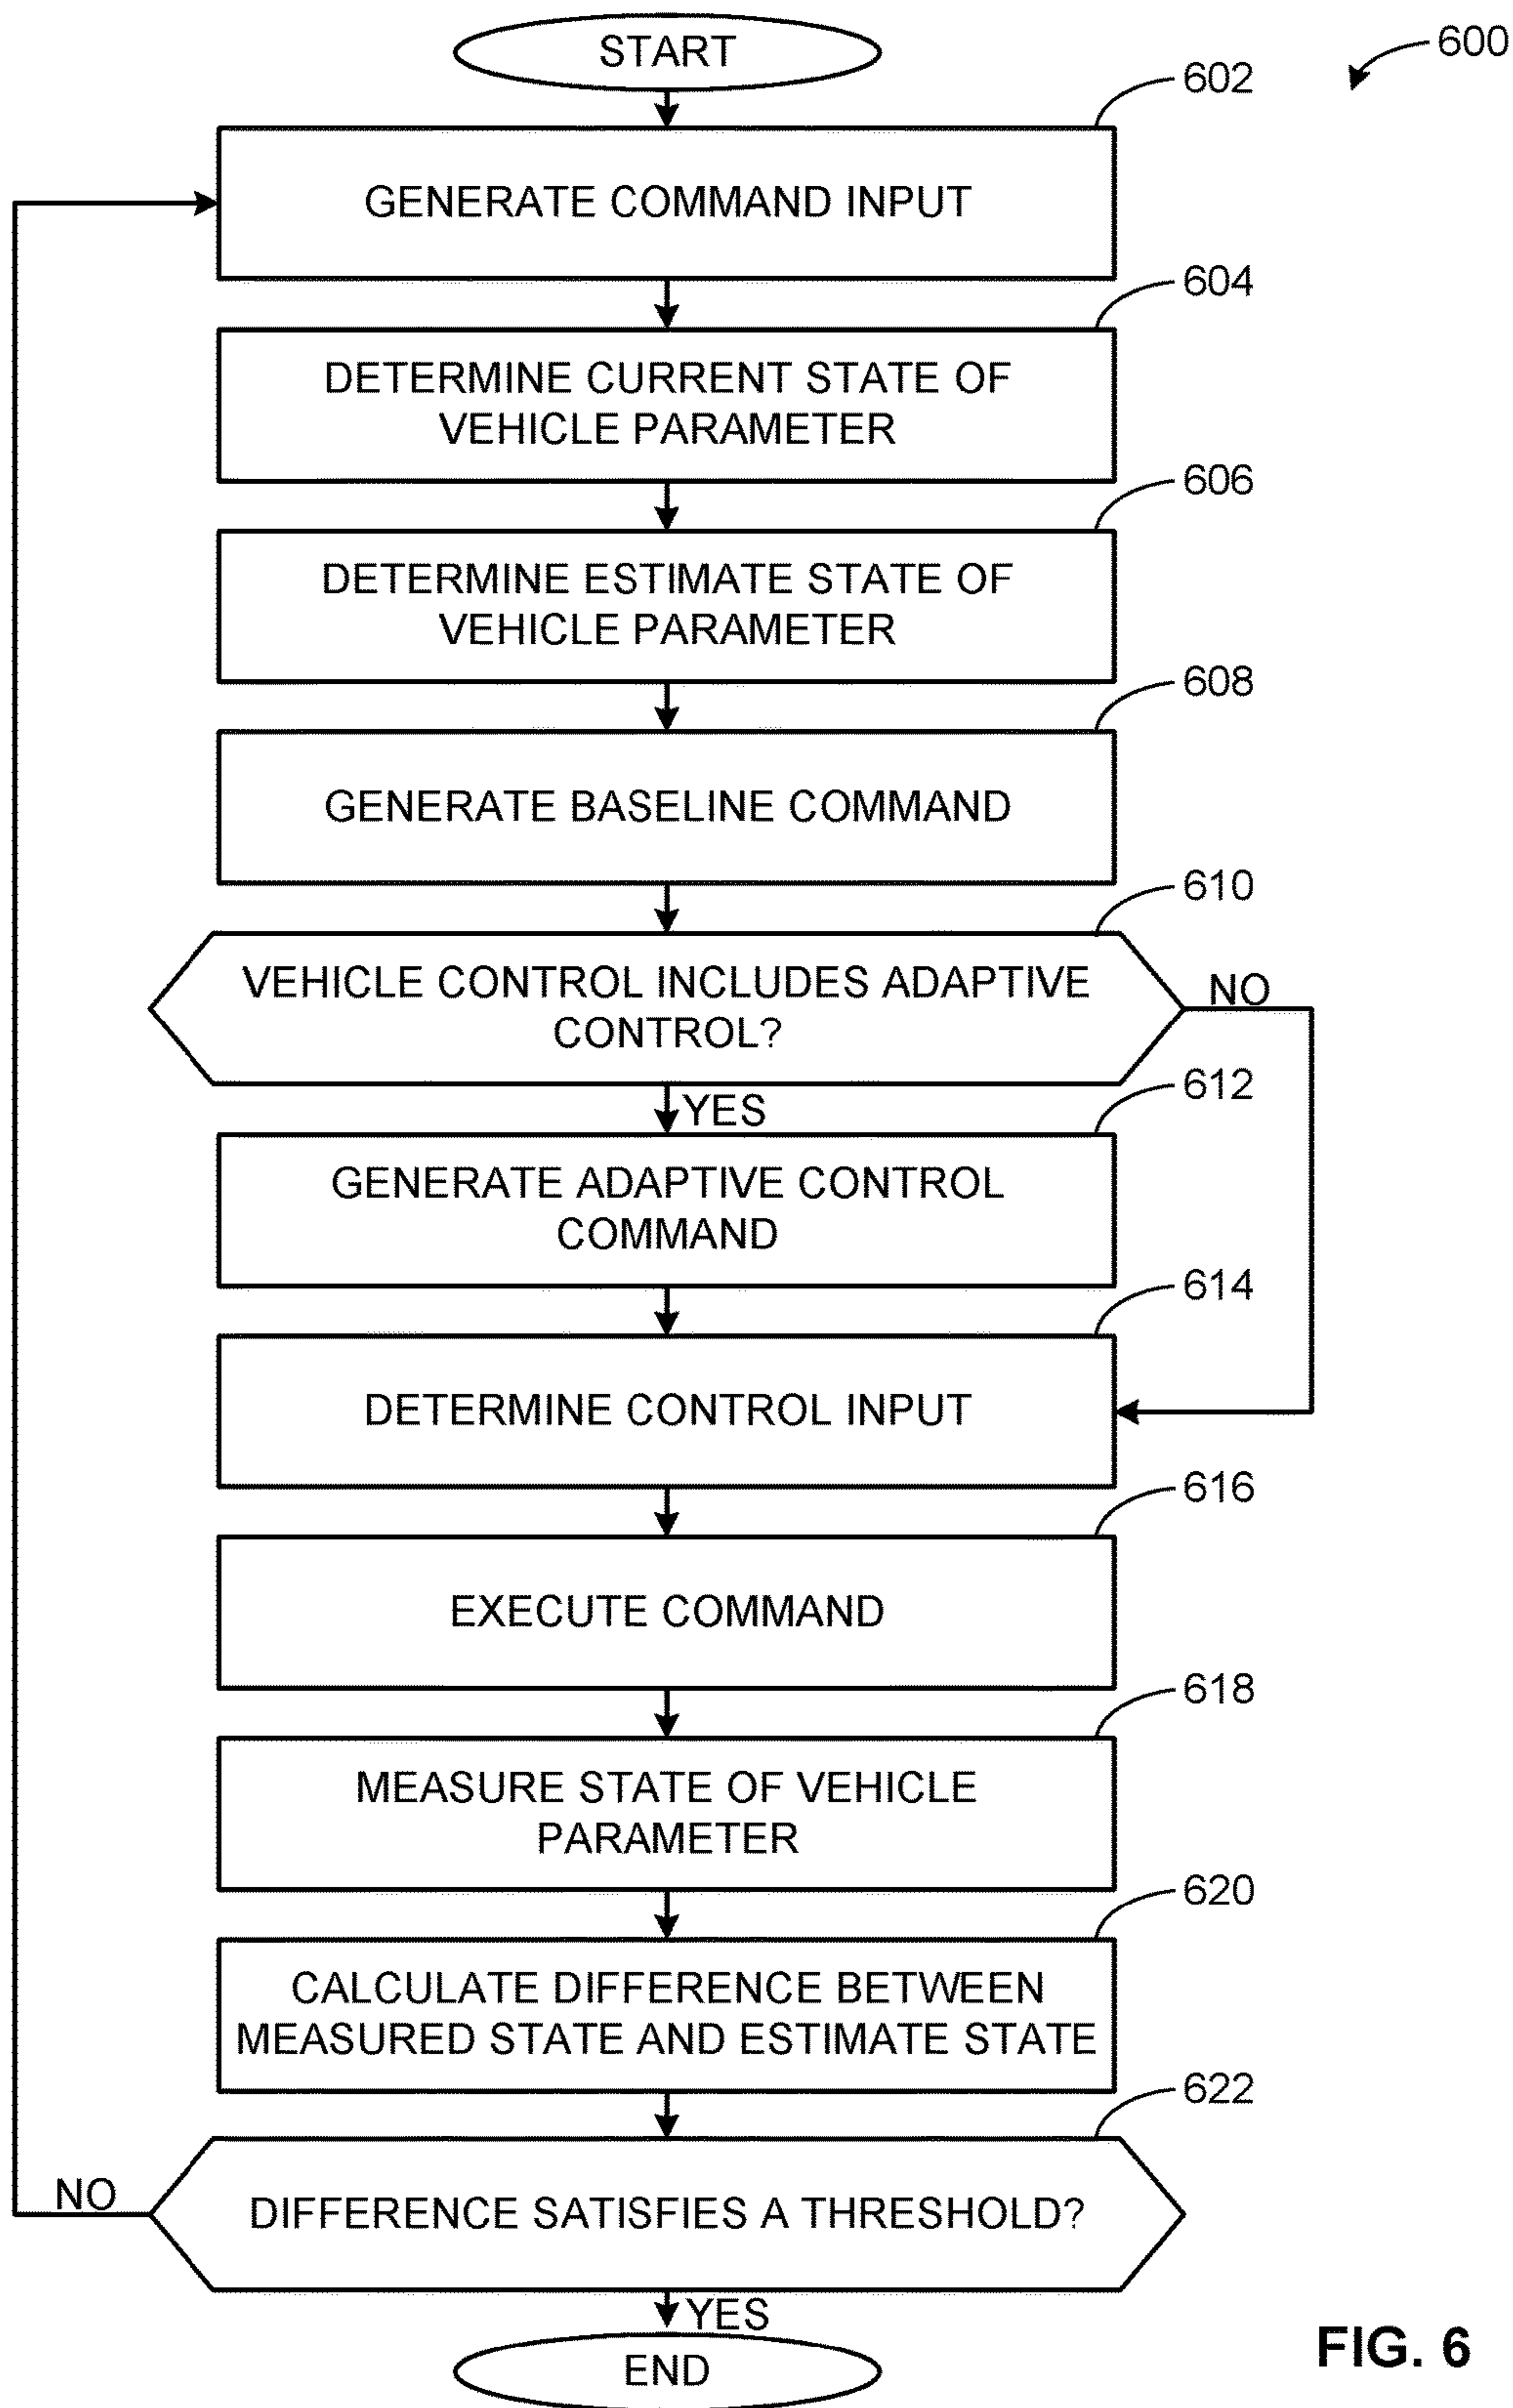 START
600
602
GENERATE COMMAND INPUT
604
DETERMINE CURRENT STATE OF
VEHICLE PARAMETER
606
DETERMINE ESTIMATE STATE OF
VEHICLE PARAMETER
608
GENERATE BASELINE COMMAND
610
VEHICLE CONTROL INCLUDES ADAPTIVE
CONTROL?
NO
YES
612
GENERATE ADAPTIVE CONTROL
COMMAND
614
DETERMINE CONTROL INPUT
616
EXECUTE COMMAND
618
MEASURE STATE OF VEHICLE
PARAMETER
620
CALCULATE DIFFERENCE BETWEEN
MEASURED STATE AND ESTIMATE STATE
622
NO
DIFFERENCE SATISFIES A THRESHOLD?
YES
END
FIG. 6